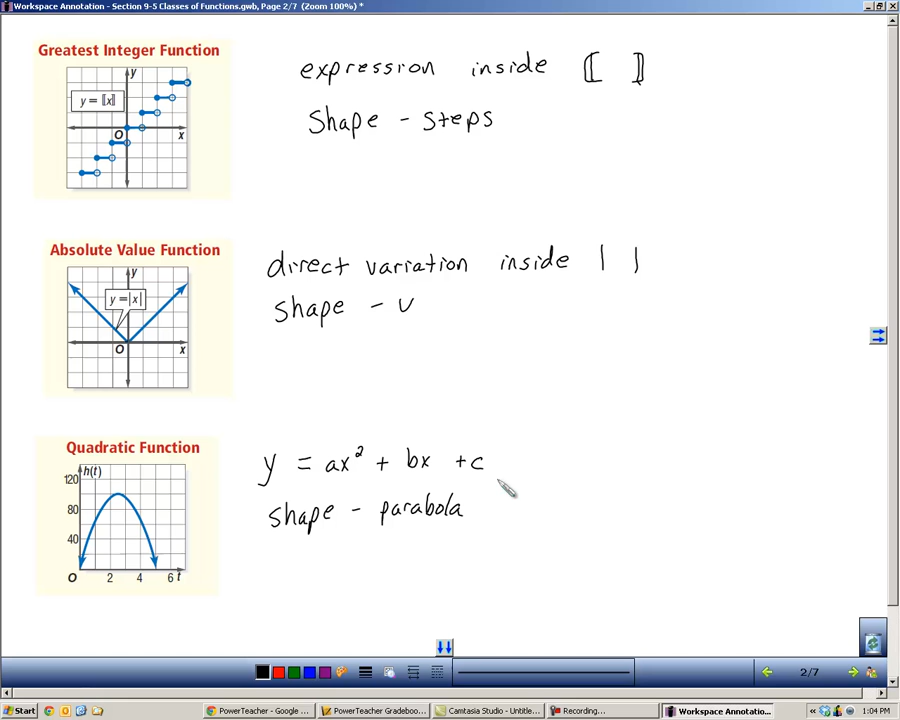 Workspace Annotation - Section 9-5 Classes of Functions.gwb, Page 2/7 (Zoom 100%) *
Greatest Integer Function
y
y = ⟦x⟧
O
x
expression inside ⟦ ⟧
Shape - steps
Absolute Value Function
y
y = |x|
O
x
direct variation inside | |
shape - v
Quadratic Function
h(t)
120
80
40
O
2
4
6
t
y = ax² + bx + c
shape - parabola
2/7
Start
PowerTeacher - Google ...
PowerTeacher Gradeboo...
Camtasia Studio - Untitle...
Recording...
Workspace Annotatio...
1:04 PM